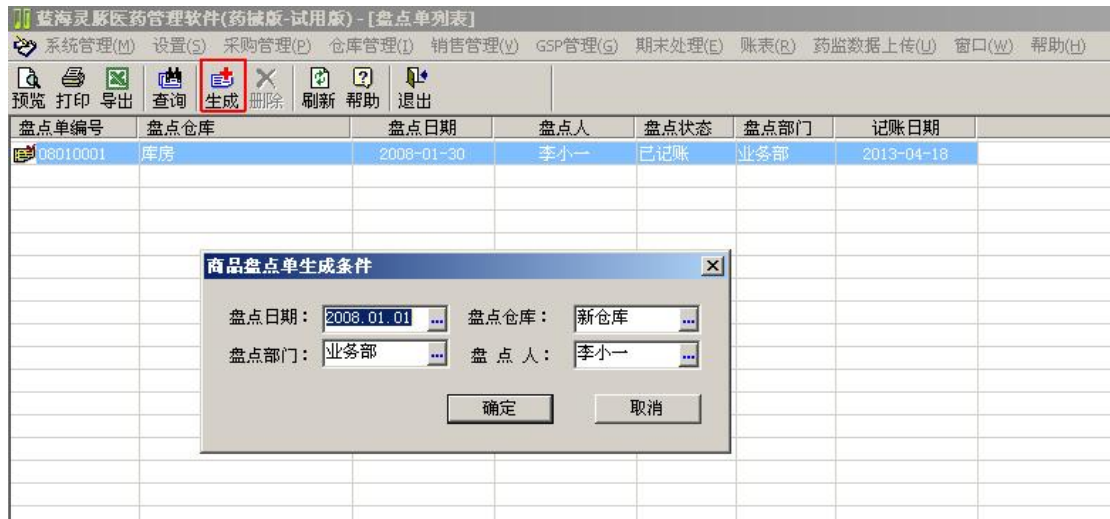 蓝海灵豚医药管理软件(药械版-试用版) - [盘点单列表]
系统管理(M) 设置(S) 采购管理(P) 仓库管理(I) 销售管理(V) GSP管理(G) 期末处理(E) 账表(R) 药监数据上传(U) 窗口(W) 帮助(H)
预览 打印 导出 查询 生成 删除 刷新 帮助 退出
盘点单编号 盘点仓库 盘点日期 盘点人 盘点状态 盘点部门 记账日期
08010001 库房 2008-01-30 李小一 已记账 业务部 2013-04-18
商品盘点单生成条件
盘点日期： 2008.01.01 ... 盘点仓库： 新仓库 ...
盘点部门： 业务部 ... 盘 点 人： 李小一 ...
确定 取消